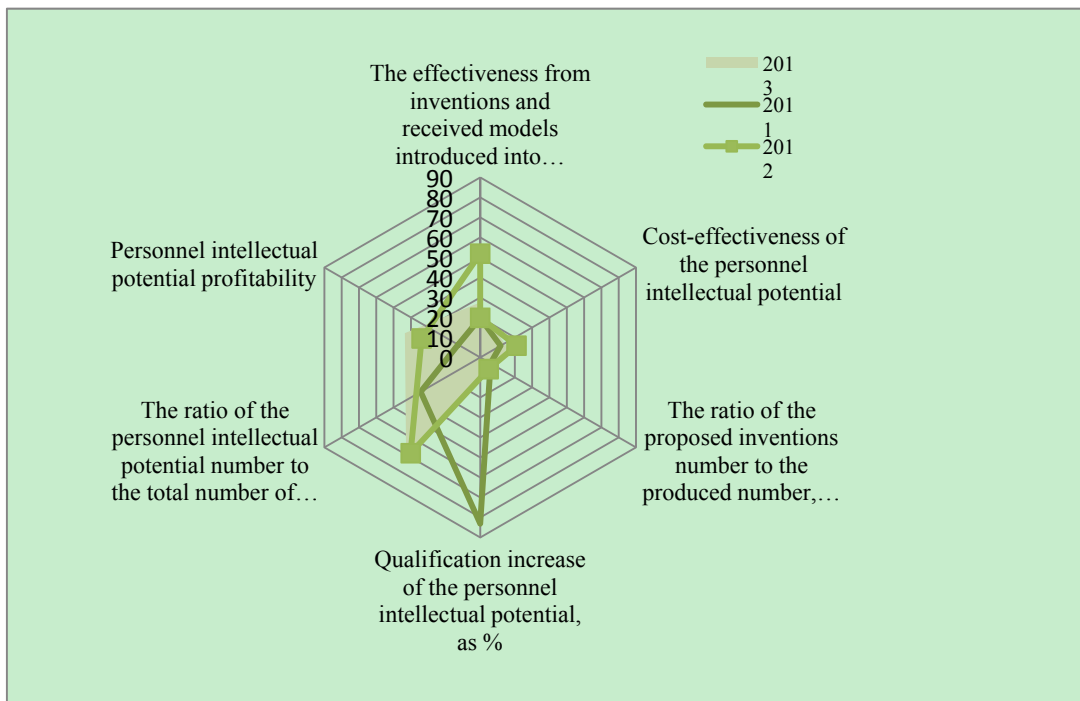 The effectiveness from
inventions and
received models
introduced into…
201
3
201
1
201
2
90
80
70
60
50
40
30
20
10
0
Cost-effectiveness of
the personnel
intellectual potential
The ratio of the
proposed inventions
number to the
produced number,…
Qualification increase
of the personnel
intellectual potential,
as %
The ratio of the
personnel intellectual
potential number to
the total number of…
Personnel intellectual
potential profitability